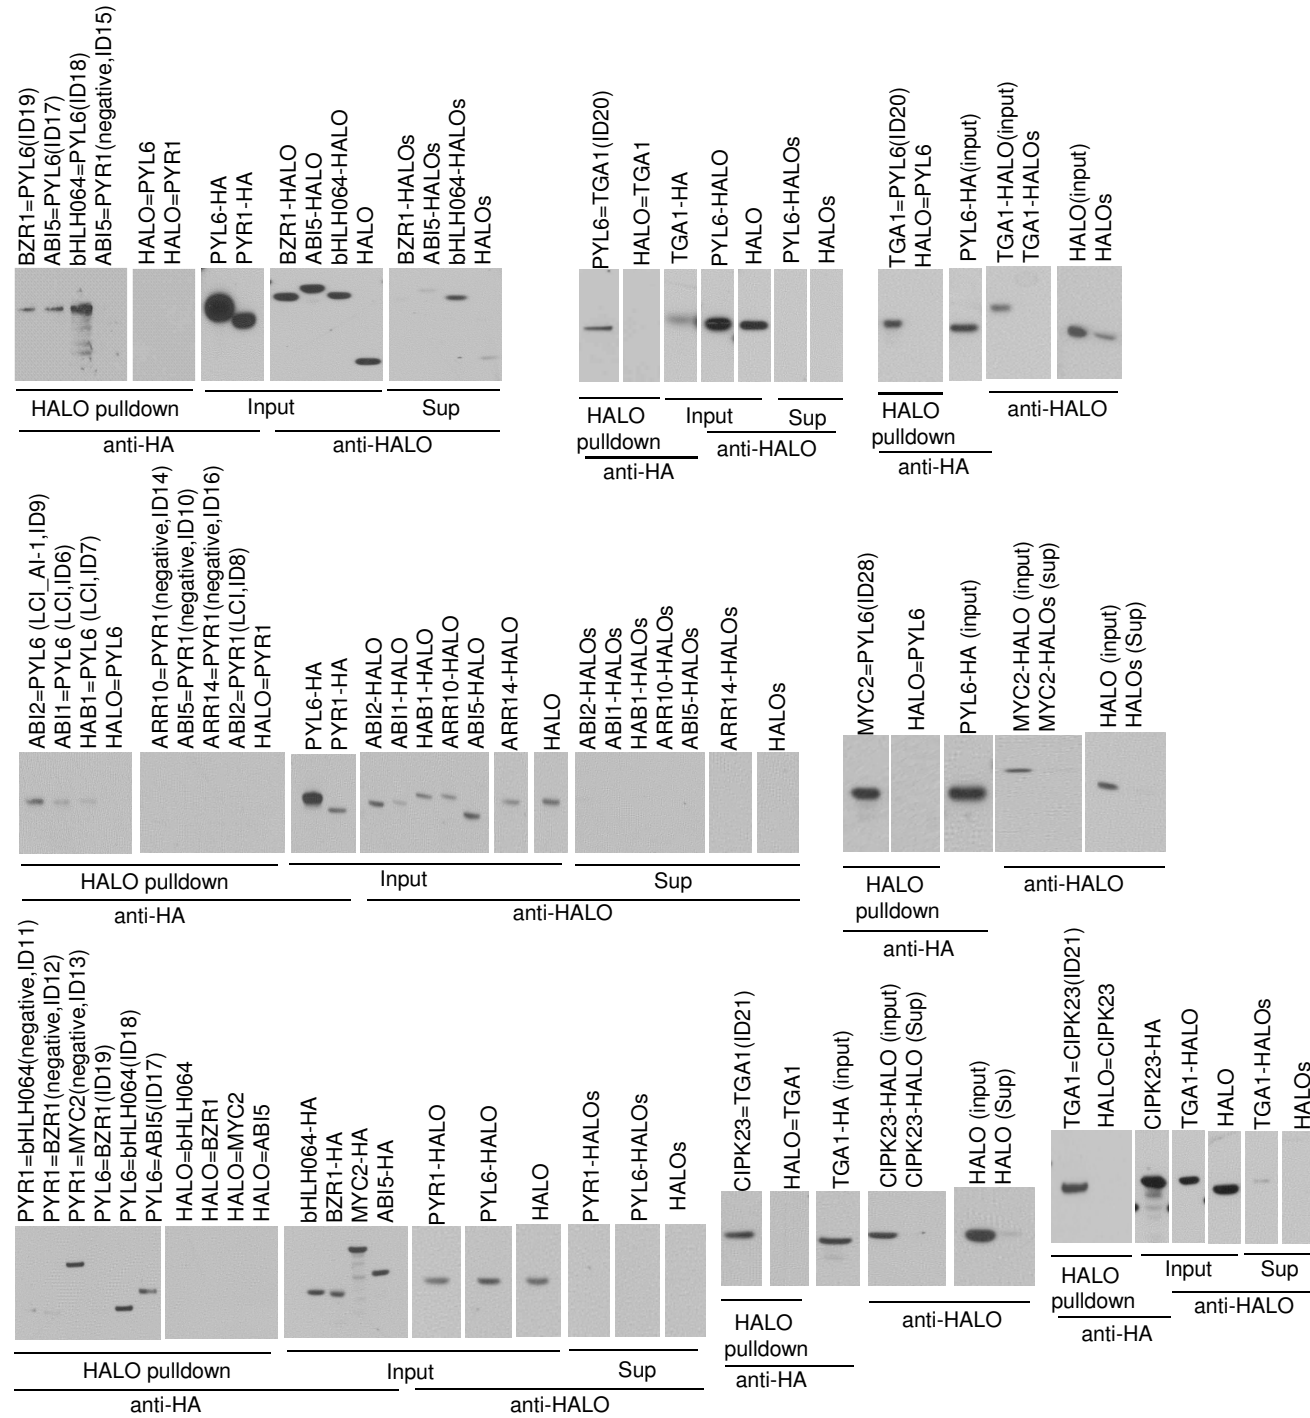 BZR1=PYL6(ID19)
ABI5=PYL6(ID17)
bHLH064=PYL6(ID18)
ABI5=PYR1(negative,ID15)
HALO=PYL6
HALO=PYR1
PYL6-HA
PYR1-HA
BZR1-HALO
ABI5-HALO
bHLH064-HALO
HALO
BZR1-HALOs
ABI5-HALOs
bHLH064-HALOs
HALOs
HALO pulldown
Input
Sup
anti-HA
anti-HALO
PYL6=TGA1(ID20)
HALO=TGA1
TGA1-HA
PYL6-HALO
HALO
PYL6-HALOs
HALOs
HALO
pulldown
Input
Sup
anti-HA
anti-HALO
TGA1=PYL6(ID20)
HALO=PYL6
PYL6-HA(input)
TGA1-HALO(input)
TGA1-HALOs
HALO(input)
HALOs
HALO
pulldown
anti-HA
anti-HALO
ABI2=PYL6 (LCI_AI-1,ID9)
ABI1=PYL6 (LCI,ID6)
HAB1=PYL6 (LCI,ID7)
HALO=PYL6
ARR10=PYR1(negative,ID14)
ABI5=PYR1(negative,ID10)
ARR14=PYR1(negative,ID16)
ABI2=PYR1(LCI,ID8)
HALO=PYR1
PYL6-HA
PYR1-HA
ABI2-HALO
ABI1-HALO
HAB1-HALO
ARR10-HALO
ABI5-HALO
ARR14-HALO
HALO
ABI2-HALOs
ABI1-HALOs
HAB1-HALOs
ARR10-HALOs
ABI5-HALOs
ARR14-HALOs
HALOs
HALO pulldown
Input
Sup
anti-HA
anti-HALO
MYC2=PYL6(ID28)
HALO=PYL6
PYL6-HA (input)
MYC2-HALO (input)
MYC2-HALOs (sup)
HALO (input)
HALOs (Sup)
HALO
pulldown
anti-HA
anti-HALO
PYR1=bHLH064(negative,ID11)
PYR1=BZR1(negative,ID12)
PYR1=MYC2(negative,ID13)
PYL6=BZR1(ID19)
PYL6=bHLH064(ID18)
PYL6=ABI5(ID17)
HALO=bHLH064
HALO=BZR1
HALO=MYC2
HALO=ABI5
bHLH064-HA
BZR1-HA
MYC2-HA
ABI5-HA
PYR1-HALO
PYL6-HALO
HALO
PYR1-HALOs
PYL6-HALOs
HALOs
HALO pulldown
Input
Sup
anti-HA
anti-HALO
CIPK23=TGA1(ID21)
HALO=TGA1
TGA1-HA (input)
CIPK23-HALO (input)
CIPK23-HALO (Sup)
HALO (input)
HALO (Sup)
HALO
pulldown
anti-HA
anti-HALO
TGA1=CIPK23(ID21)
HALO=CIPK23
CIPK23-HA
TGA1-HALO
HALO
TGA1-HALOs
HALOs
HALO
pulldown
Input
Sup
anti-HA
anti-HALO